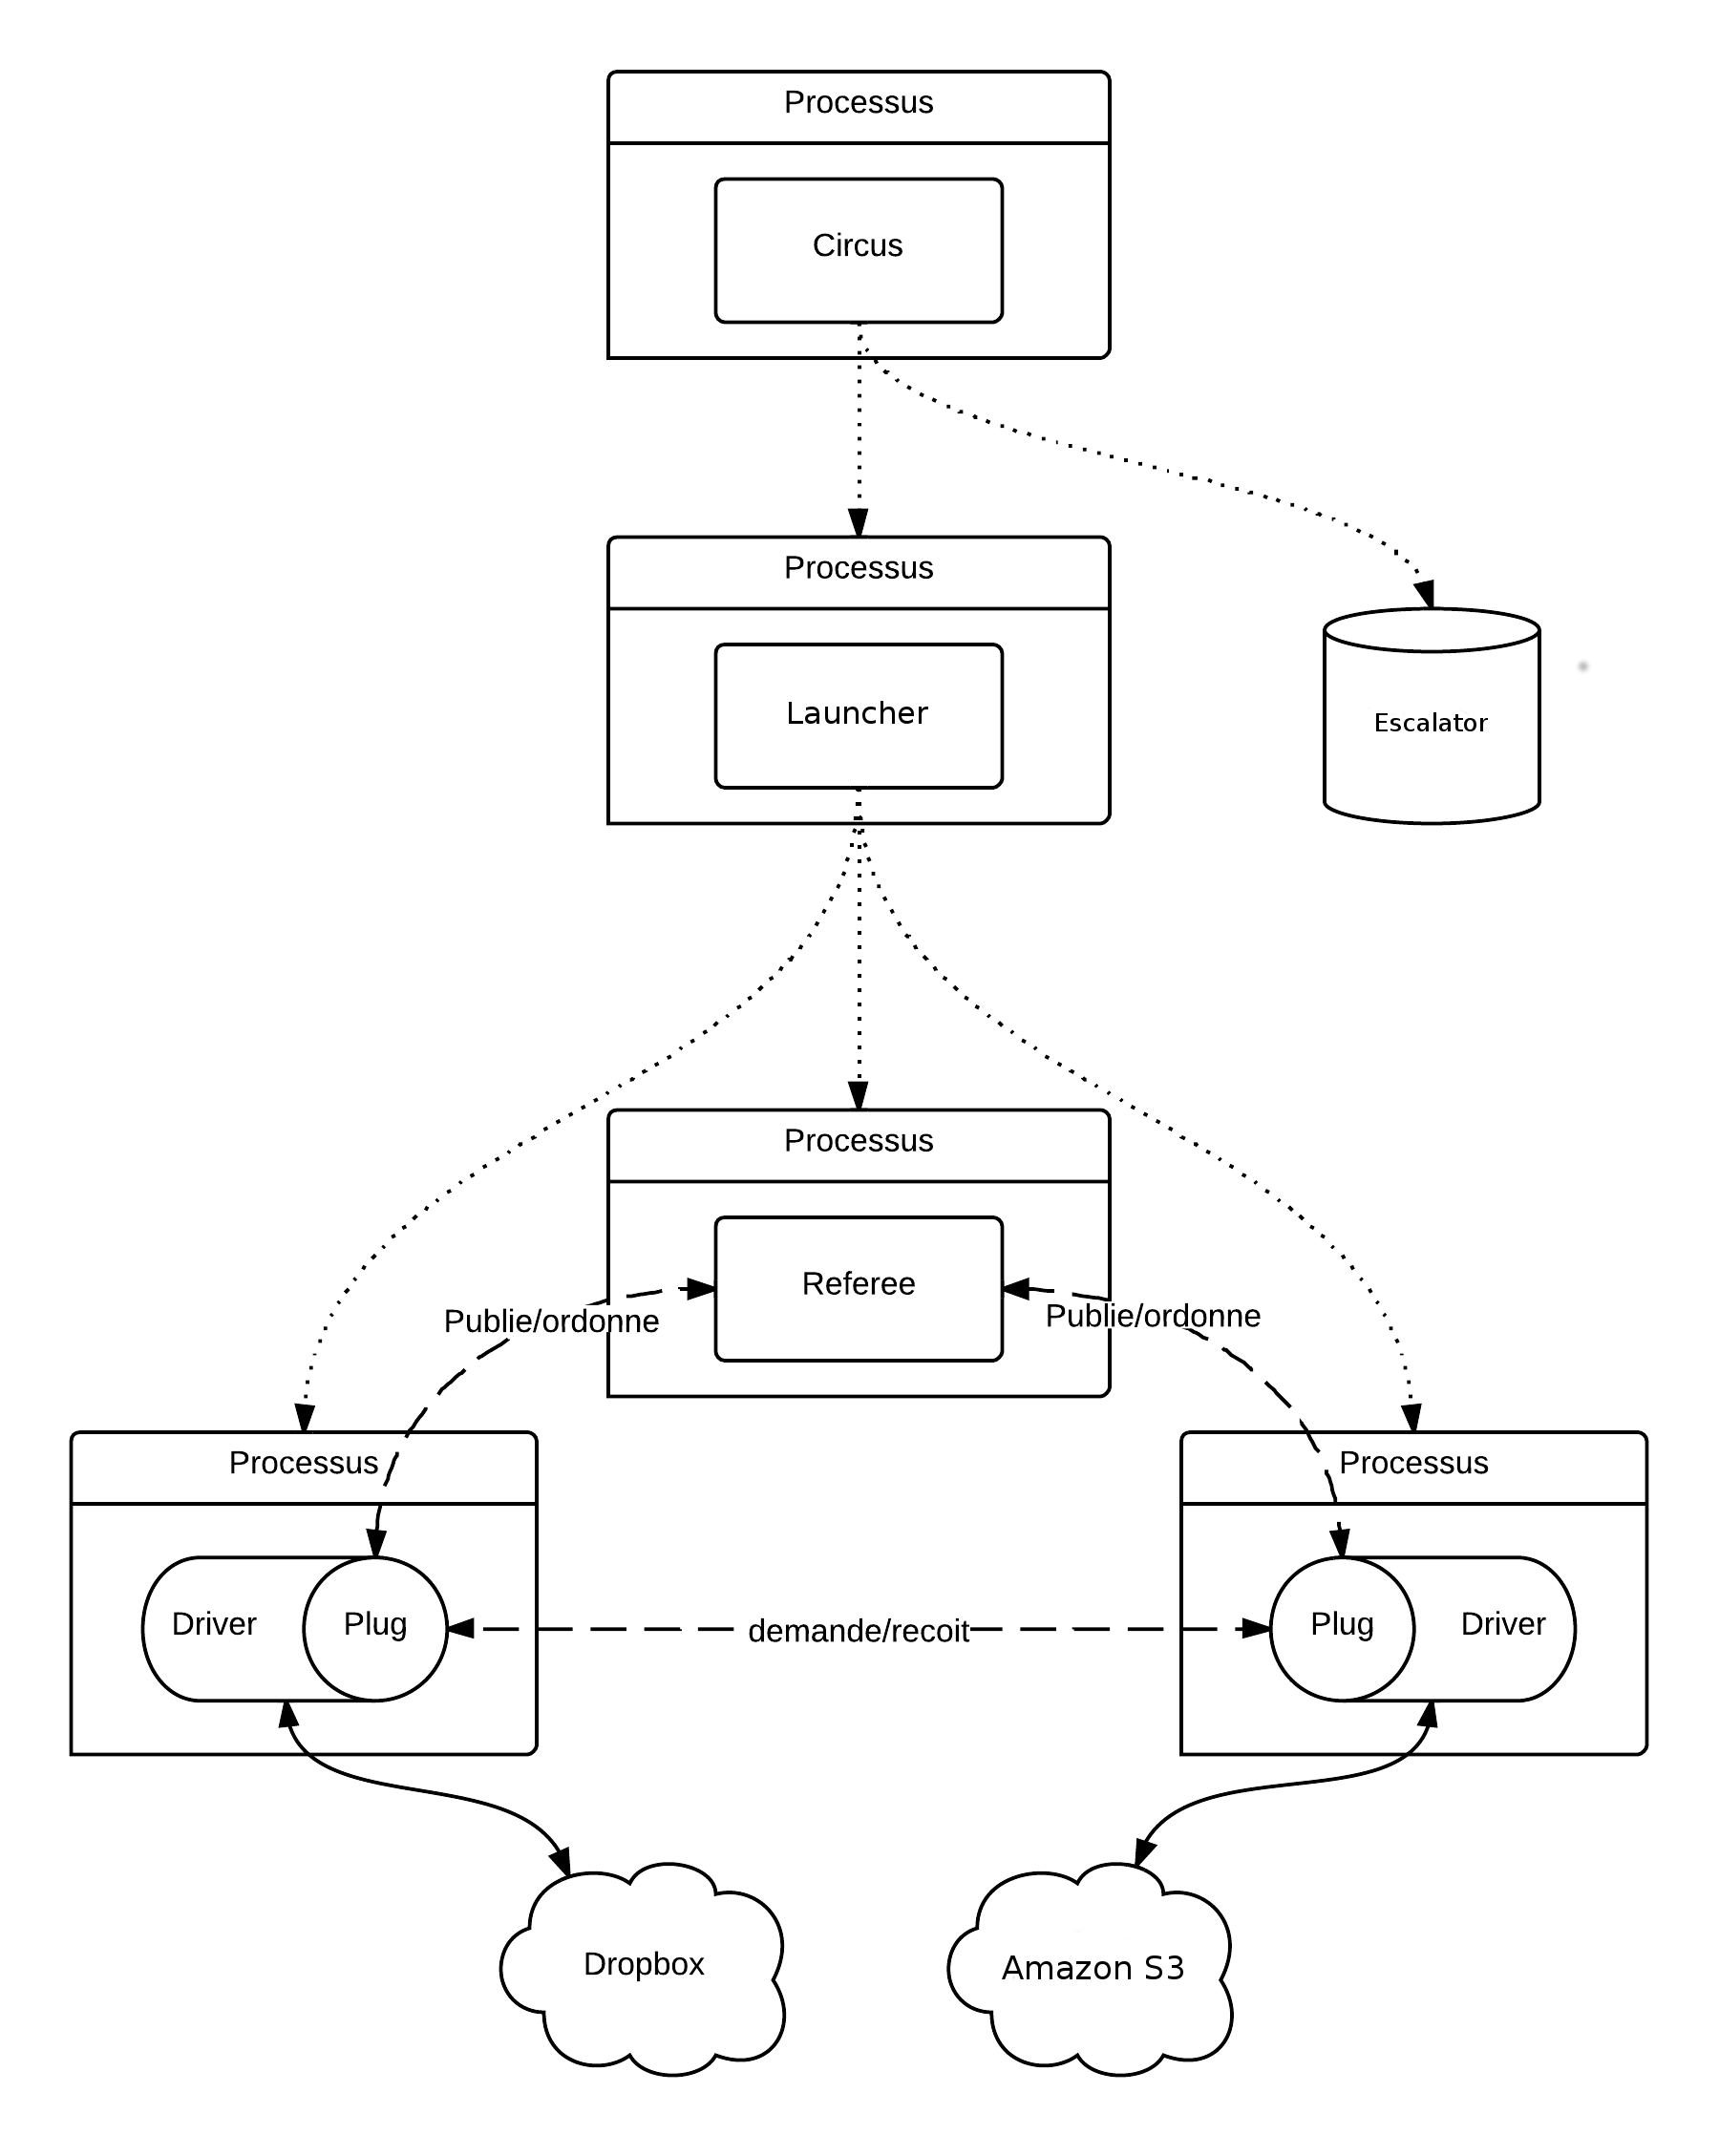 Processus
Circus
Processus
Launcher
Escalator
Processus
Referee
Publie/ordonne
Publie/ordonne
Processus
Processus
Driver
Plug
demande/recoit
Plug
Driver
Dropbox
Amazon S3